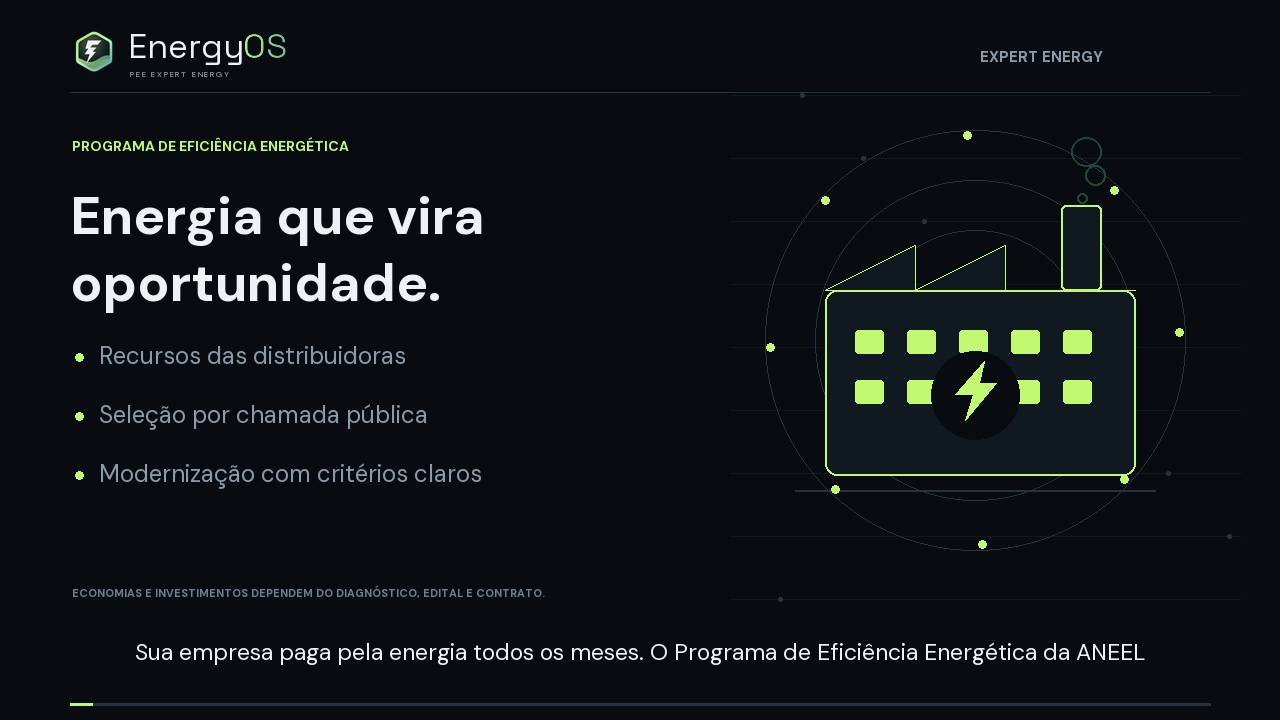 EnergyOS
PEE EXPERT ENERGY
EXPERT ENERGY
PROGRAMA DE EFICIÊNCIA ENERGÉTICA
Energia que vira
oportunidade.
Recursos das distribuidoras
Seleção por chamada pública
Modernização com critérios claros
ECONOMIAS E INVESTIMENTOS DEPENDEM DO DIAGNÓSTICO, EDITAL E CONTRATO.
Sua empresa paga pela energia todos os meses. O Programa de Eficiência Energética da ANEEL